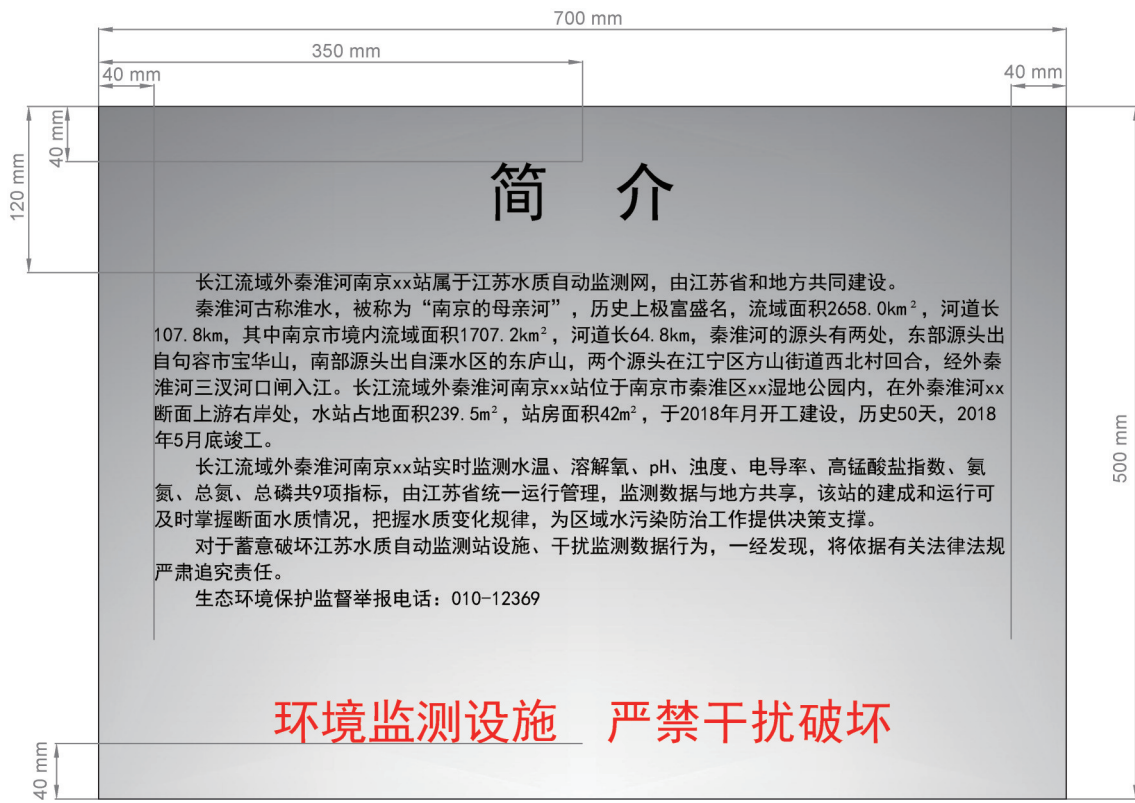 700 mm
350 mm
40 mm
40 mm
40 mm
120 mm
简 介
长江流域外秦淮河南京xx站属于江苏水质自动监测网，由江苏省和地方共同建设。
秦淮河古称淮水，被称为“南京的母亲河”，历史上极富盛名，流域面积2658.0km²，河道长
107.8km，其中南京市境内流域面积1707.2km²，河道长64.8km，秦淮河的源头有两处，东部源头出
自句容市宝华山，南部源头出自溧水区的东庐山，两个源头在江宁区方山街道西北村回合，经外秦
淮河三汊河口闸入江。长江流域外秦淮河南京xx站位于南京市秦淮区xx湿地公园内，在外秦淮河xx
断面上游右岸处，水站占地面积239.5m²，站房面积42m²，于2018年月开工建设，历史50天，2018
年5月底竣工。
长江流域外秦淮河南京xx站实时监测水温、溶解氧、pH、浊度、电导率、高锰酸盐指数、氨
氮、总氮、总磷共9项指标，由江苏省统一运行管理，监测数据与地方共享，该站的建成和运行可
及时掌握断面水质情况，把握水质变化规律，为区域水污染防治工作提供决策支撑。
对于蓄意破坏江苏水质自动监测站设施、干扰监测数据行为，一经发现，将依据有关法律法规
严肃追究责任。
生态环境保护监督举报电话：010-12369
500 mm
环境监测设施 严禁干扰破坏
40 mm